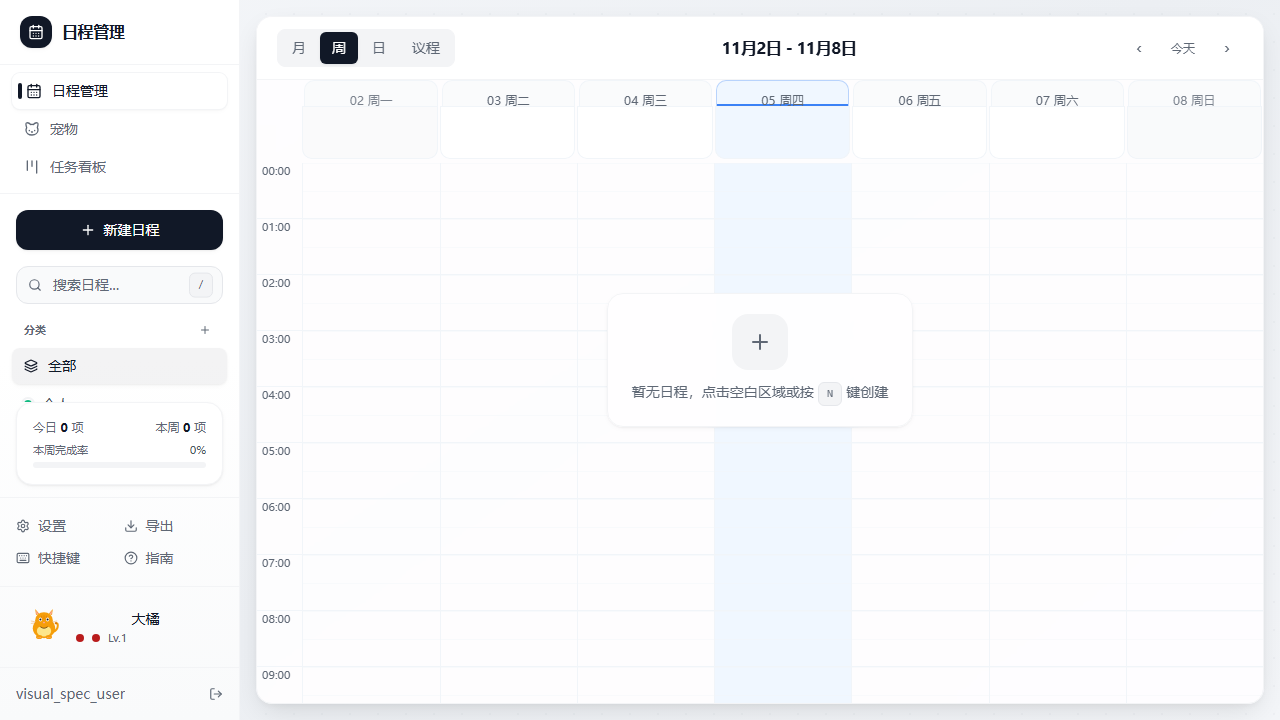 日程管理
日程管理
宠物
任务看板
新建日程
搜索日程... /
分类
全部
今日 0 项 本周 0 项
本周完成率 0%
设置 导出
快捷键 指南
大橘
Lv.1
visual_spec_user
月 周 日 议程
11月2日 - 11月8日
今天
02 周一 03 周二 04 周三 05 周四 06 周五 07 周六 08 周日
00:00
01:00
02:00
03:00
04:00
05:00
06:00
07:00
08:00
09:00
暂无日程，点击空白区域或按 N 键创建